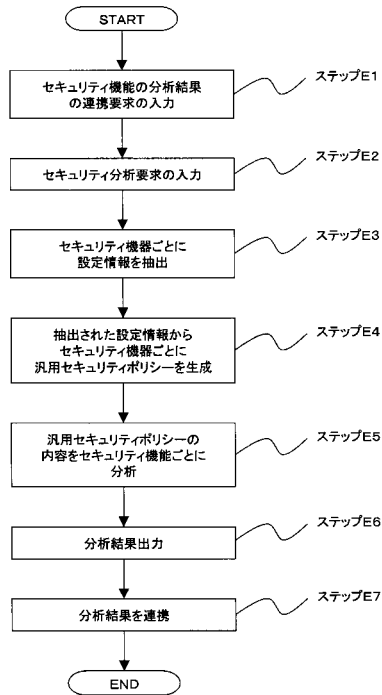 START
セキュリティ機能の分析結果
の連携要求の入力
ステップE1
セキュリティ分析要求の入力
ステップE2
セキュリティ機器ごとに
設定情報を抽出
ステップE3
抽出された設定情報から
セキュリティ機器ごとに
汎用セキュリティポリシーを生成
ステップE4
汎用セキュリティポリシーの
内容をセキュリティ機能ごとに
分析
ステップE5
分析結果出力
ステップE6
分析結果を連携
ステップE7
END